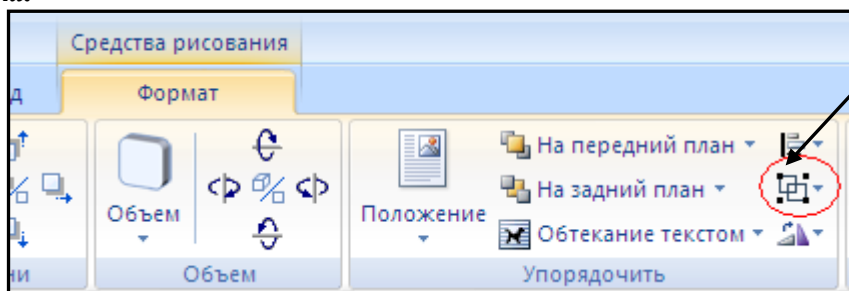 Средства рисования
Формат
На передний план
На задний план
Объем
Положение
Обтекание текстом
Объем
Упорядочить